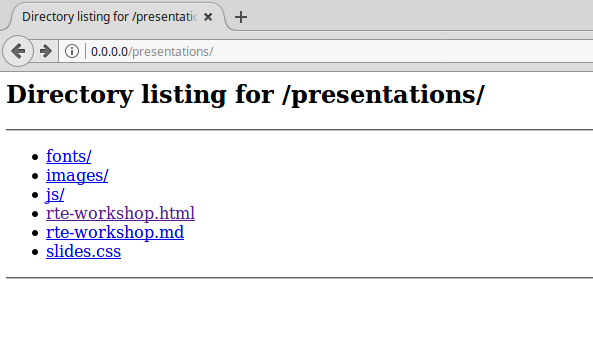 Directory listing for /presentatio
0.0.0.0/presentations/
Directory listing for /presentations/
fonts/
images/
js/
rte-workshop.html
rte-workshop.md
slides.css